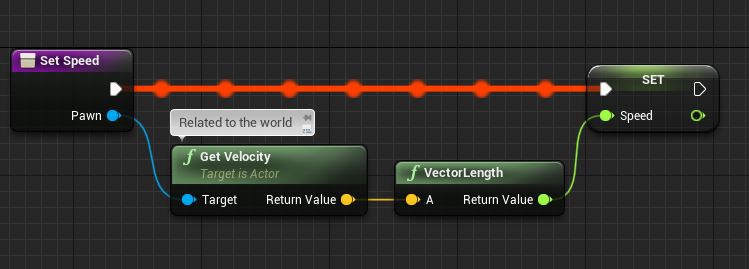 Set Speed
SET
Pawn
Speed
Related to the world
f Get Velocity
Target is Actor
f VectorLength
Target
Return Value
A
Return Value